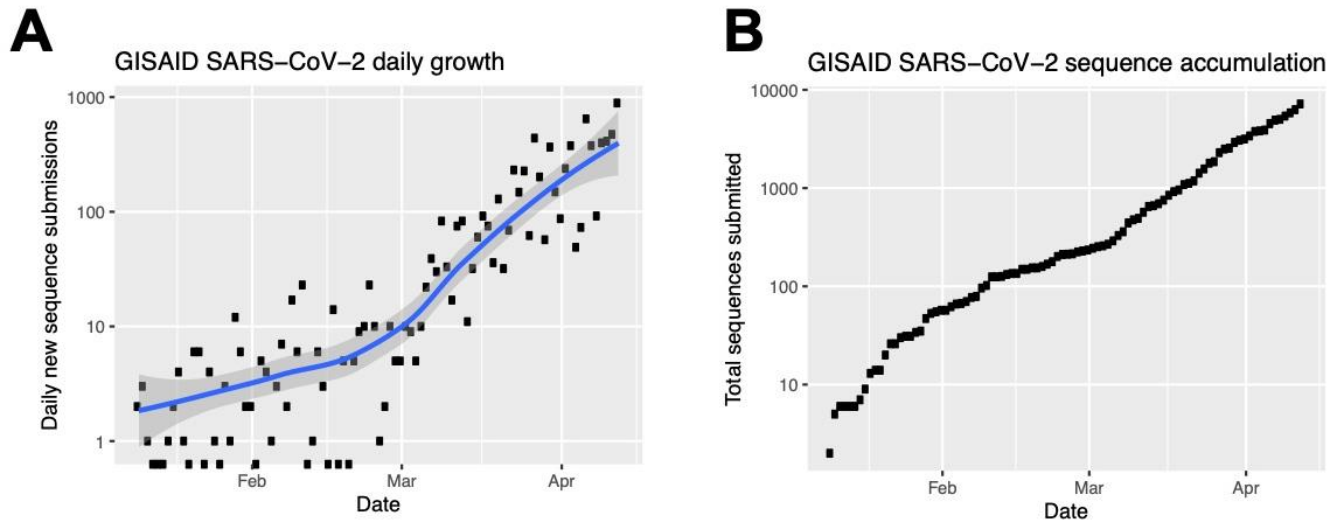 A
GISAID SARS−CoV−2 daily growth
Daily new sequence submissions
1000
100
10
1
Feb Mar Apr
Date
B
GISAID SARS−CoV−2 sequence accumulation
Total sequences submitted
10000
1000
100
10
Feb Mar Apr
Date